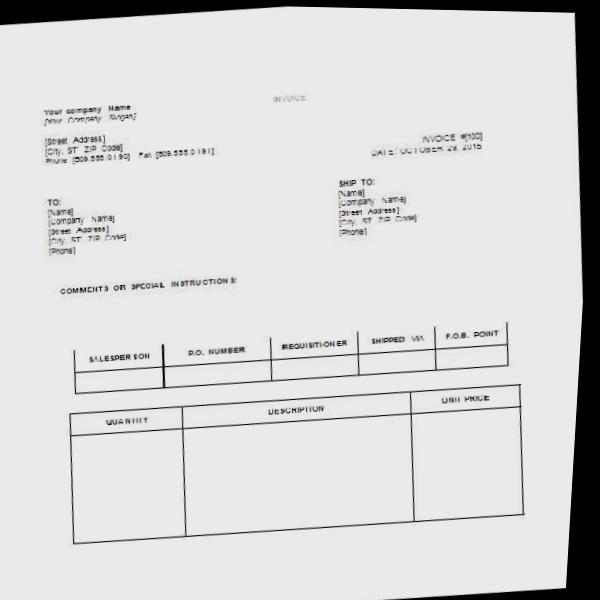 INVOICE
Your company Name
[Your Company Slogan]
[Street Address]
[City, ST ZIP Code]
Phone [509.555.0190] Fax [509.555.0191]
INVOICE #[100]
DATE: OCTOBER 29, 2015
TO:
[Name]
[Company Name]
[Street Address]
[City, ST ZIP Code]
[Phone]
SHIP TO:
[Name]
[Company Name]
[Street Address]
[City, ST ZIP Code]
[Phone]
COMMENTS OR SPECIAL INSTRUCTIONS:
SALESPERSON P.O. NUMBER REQUISITIONER SHIPPED VIA F.O.B. POINT
QUANTITY DESCRIPTION UNIT PRICE